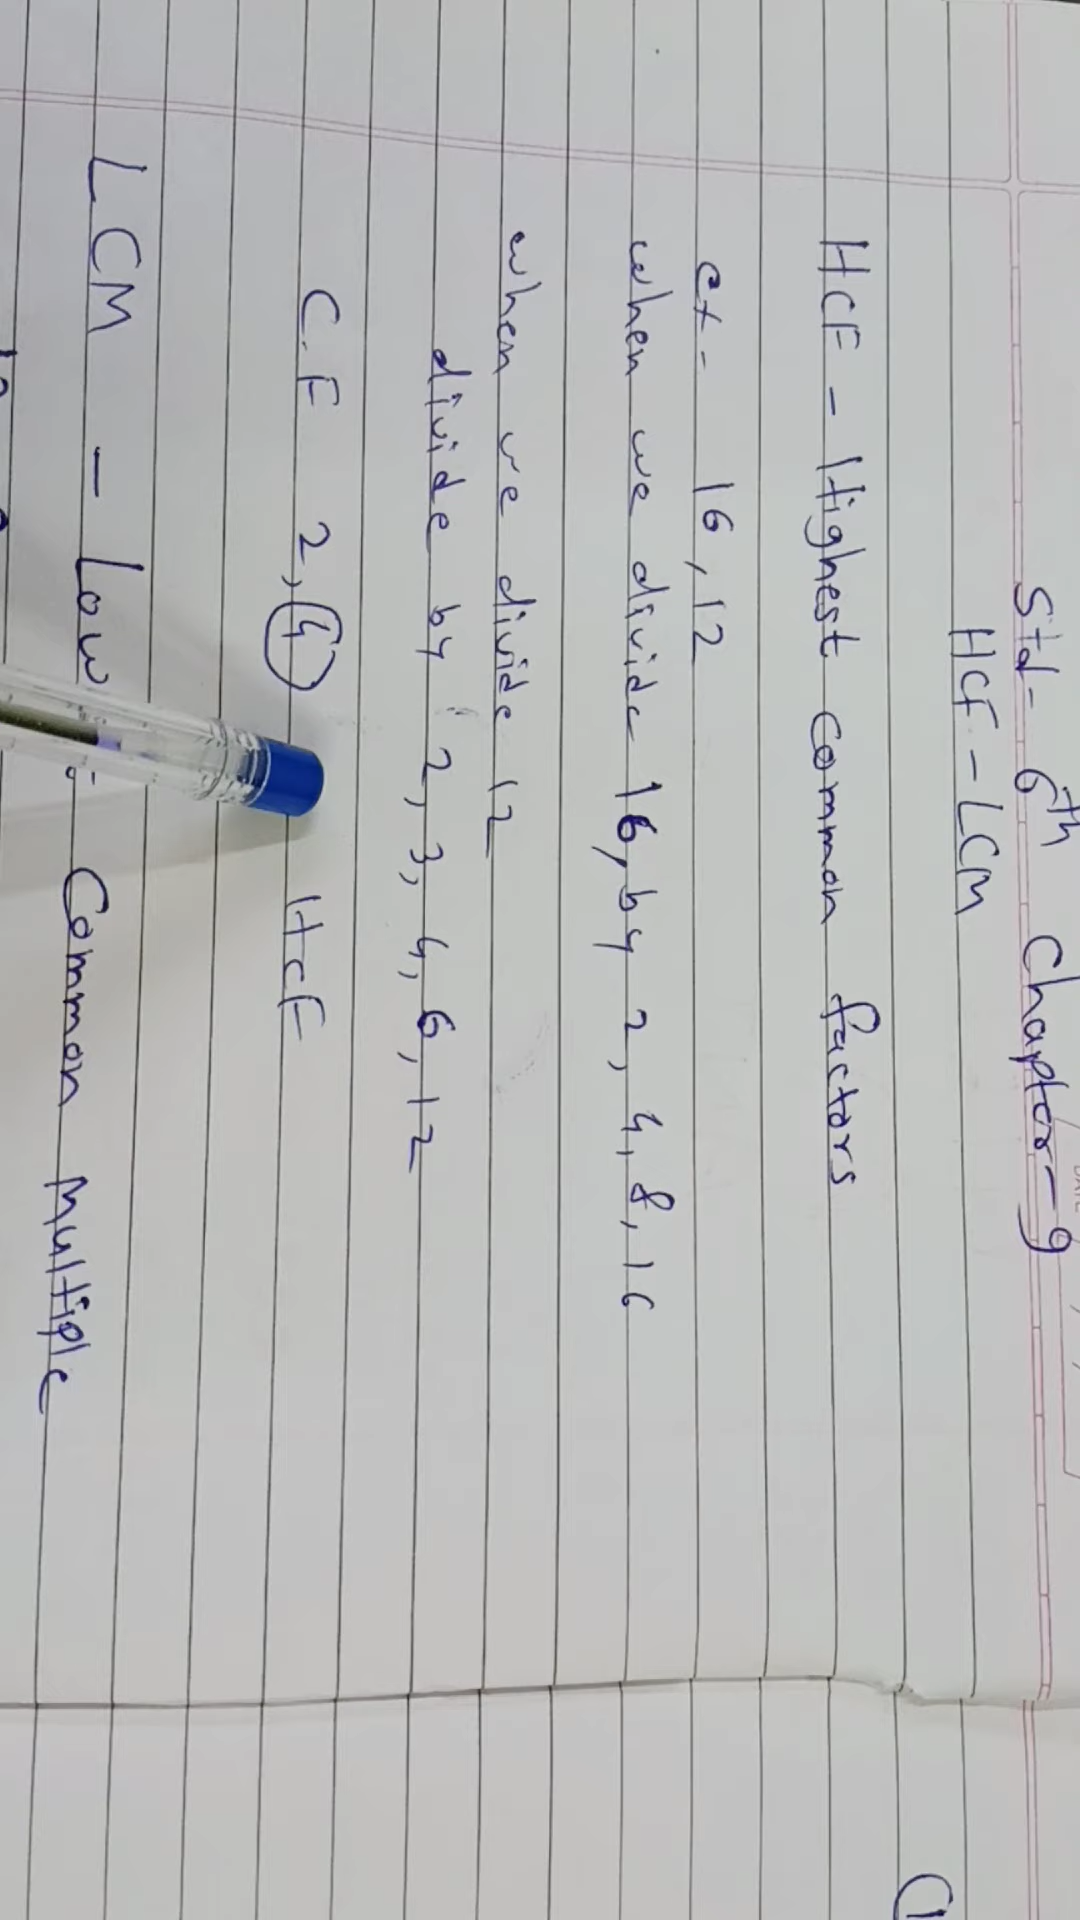 Std- 6th Chapter-9
HCF-LCM
HCF - Highest Common factors
ex- 16,12
when we divide 16, by 2, 4, 8, 16
when we divide 12
divide by 2, 3, 4, 6, 12
C.F 2, 4 HCF
LCM - Common Multiple